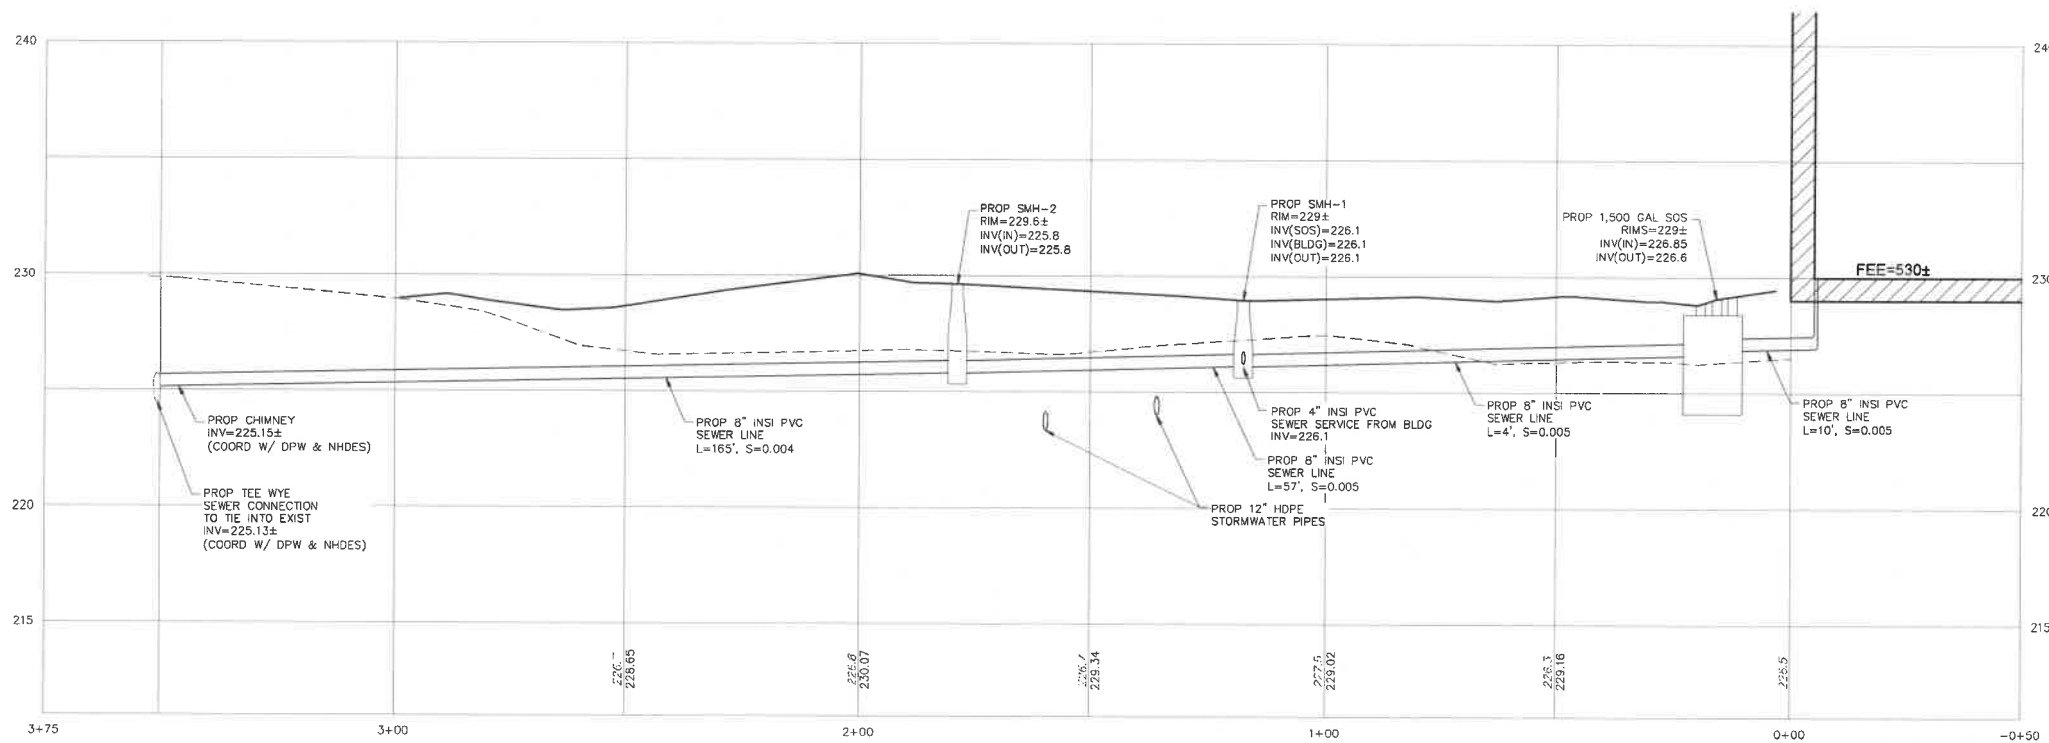 240
230
220
215
240
230
220
215
PROP SMH-2
RIM=229.6±
INV(IN)=225.8
INV(OUT)=225.8
PROP SMH-1
RIM=229±
INV(SOS)=226.1
INV(BLDG)=226.1
INV(OUT)=226.1
PROP 1,500 GAL SOS
RIMS=229±
INV(IN)=226.85
INV(OUT)=226.6
FEE=530±
PROP CHIMNEY
INV=225.15±
(COORD W/ DPW & NHDES)
PROP TEE WYE
SEWER CONNECTION
TO TIE INTO EXIST
INV=225.13±
(COORD W/ DPW & NHDES)
PROP 8" INSI PVC
SEWER LINE
L=165', S=0.004
PROP 4" INSI PVC
SEWER SERVICE FROM BLDG
INV=226.1
PROP 8" INSI PVC
SEWER LINE
L=57', S=0.005
PROP 12" HDPE
STORMWATER PIPES
PROP 8" INSI PVC
SEWER LINE
L=4', S=0.005
PROP 8" INSI PVC
SEWER LINE
L=10', S=0.005
228.65
226.8
230.07
229.34
229.02
226.3
229.16
226.5
3+75
3+00
2+00
1+00
0+00
-0+50